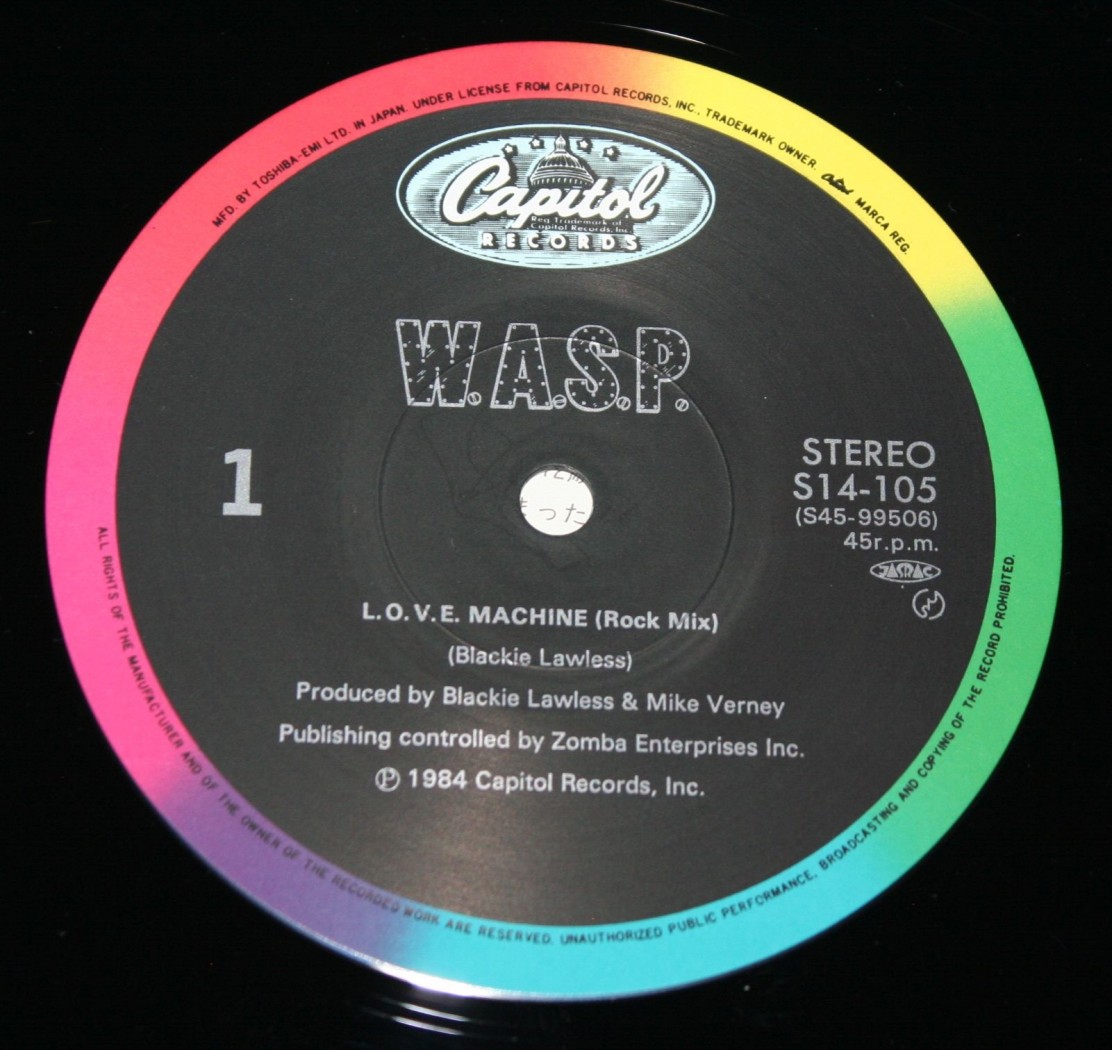 MFD. BY TOSHIBA-EMI LTD. IN JAPAN. UNDER LICENSE FROM CAPITOL RECORDS, INC., TRADEMARK OWNER. Capitol MARCA REG.
Capitol
Reg. Trademark of
Capitol Records, Inc.
RECORDS
W.A.S.P.
1
STEREO
S14-105
(S45-99506)
45r.p.m.
JASRAC
った
L.O.V.E. MACHINE (Rock Mix)
(Blackie Lawless)
Produced by Blackie Lawless & Mike Verney
Publishing controlled by Zomba Enterprises Inc.
Ⓟ 1984 Capitol Records, Inc.
ALL RIGHTS OF THE MANUFACTURER AND OF THE OWNER OF THE RECORDED WORK ARE RESERVED. UNAUTHORIZED PUBLIC PERFORMANCE, BROADCASTING AND COPYING OF THE RECORD PROHIBITED.